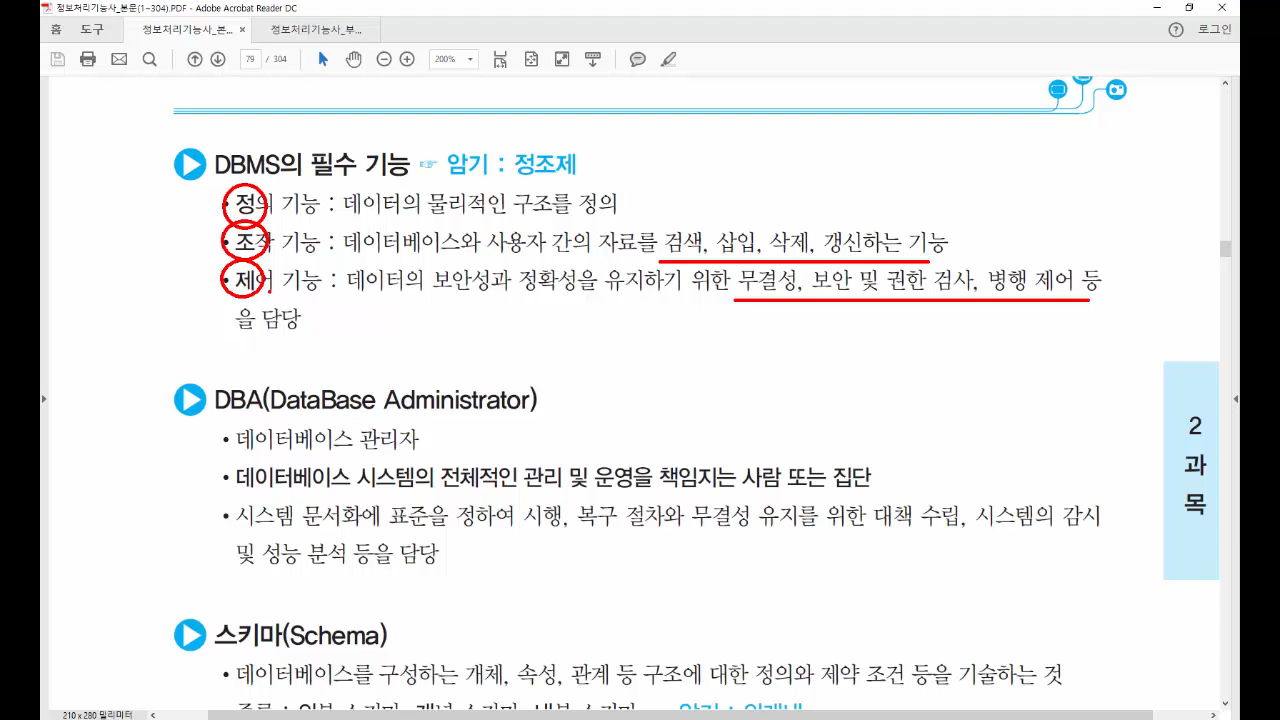 정보처리기능사_본문(1-304).PDF - Adobe Acrobat Reader DC
홈 도구 정보처리기능사_본... × 정보처리기능사_부... 로그인
79 / 304 200%
DBMS의 필수 기능 ☞ 암기 : 정조제
• 정의 기능 : 데이터의 물리적인 구조를 정의
• 조작 기능 : 데이터베이스와 사용자 간의 자료를 검색, 삽입, 삭제, 갱신하는 기능
• 제어 기능 : 데이터의 보안성과 정확성을 유지하기 위한 무결성, 보안 및 권한 검사, 병행 제어 등
을 담당
DBA(DataBase Administrator)
• 데이터베이스 관리자
• 데이터베이스 시스템의 전체적인 관리 및 운영을 책임지는 사람 또는 집단
• 시스템 문서화에 표준을 정하여 시행, 복구 절차와 무결성 유지를 위한 대책 수립, 시스템의 감시
및 성능 분석 등을 담당
2
과
목
스키마(Schema)
• 데이터베이스를 구성하는 개체, 속성, 관계 등 구조에 대한 정의와 제약 조건 등을 기술하는 것
210 x 280 밀리미터